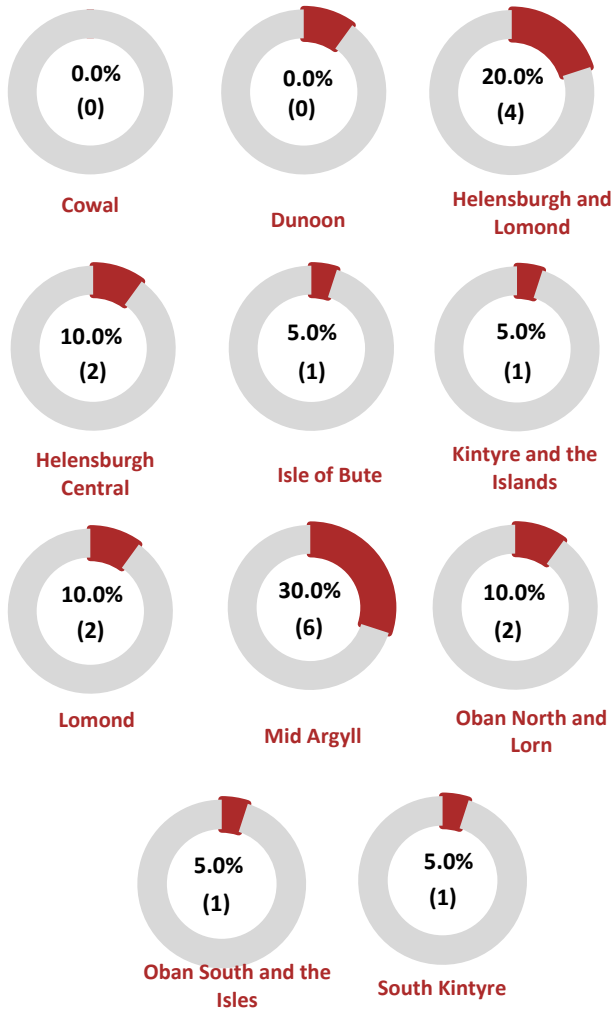 0.0%
(0)
Cowal
0.0%
(0)
Dunoon
20.0%
(4)
Helensburgh and
Lomond
10.0%
(2)
Helensburgh
Central
5.0%
(1)
Isle of Bute
5.0%
(1)
Kintyre and the
Islands
10.0%
(2)
Lomond
30.0%
(6)
Mid Argyll
10.0%
(2)
Oban North and
Lorn
5.0%
(1)
Oban South and the
Isles
5.0%
(1)
South Kintyre